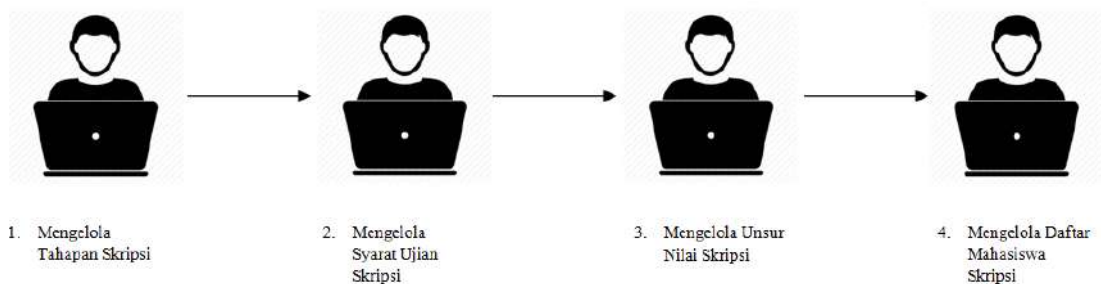 1. Mengelola
Tahapan Skripsi
2. Mengelola
Syarat Ujian
Skripsi
3. Mengelola Unsur
Nilai Skripsi
4. Mengelola Daftar
Mahasiswa
Skripsi